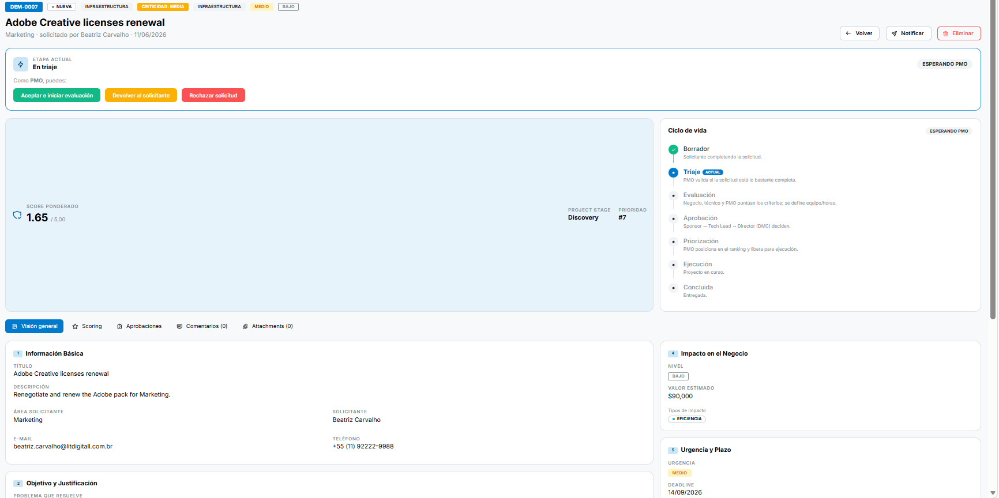 DEM-0007 NUEVA INFRAESTRUCTURA CRITICIDAD: MEDIA INFRAESTRUCTURA MEDIO BAJO
Adobe Creative licenses renewal
Marketing · solicitado por Beatriz Carvalho · 11/06/2026
Volver Notificar Eliminar
ETAPA ACTUAL
En triaje
ESPERANDO PMO
Como PMO, puedes:
Aceptar e iniciar evaluación Devolver al solicitante Rechazar solicitud
SCORE PONDERADO
1.65 / 5,00
PROJECT STAGE
Discovery
PRIORIDAD
#7
Ciclo de vida
ESPERANDO PMO
Borrador
Solicitante completando la solicitud.
Triaje ACTUAL
PMO valida si la solicitud está lo bastante completa.
Evaluación
Negocio, técnico y PMO puntúan los criterios; se define equipo/horas.
Aprobación
Sponsor → Tech Lead → Director (DMC) deciden.
Priorización
PMO posiciona en el ranking y libera para ejecución.
Ejecución
Proyecto en curso.
Concluida
Entregada.
Visión general Scoring Aprobaciones Comentarios (0) Attachments (0)
1 Información Básica
TÍTULO
Adobe Creative licenses renewal
DESCRIPCIÓN
Renegotiate and renew the Adobe pack for Marketing.
ÁREA SOLICITANTE
Marketing
SOLICITANTE
Beatriz Carvalho
E-MAIL
beatriz.carvalho@litdigitall.com.br
TELÉFONO
+55 (11) 92222-9988
2 Objetivo y Justificación
PROBLEMA QUE RESUELVE
4 Impacto en el Negocio
NIVEL
BAJO
VALOR ESTIMADO
$90,000
Tipos de impacto
EFICIENCIA
5 Urgencia y Plazo
URGENCIA
MEDIO
DEADLINE
14/09/2026